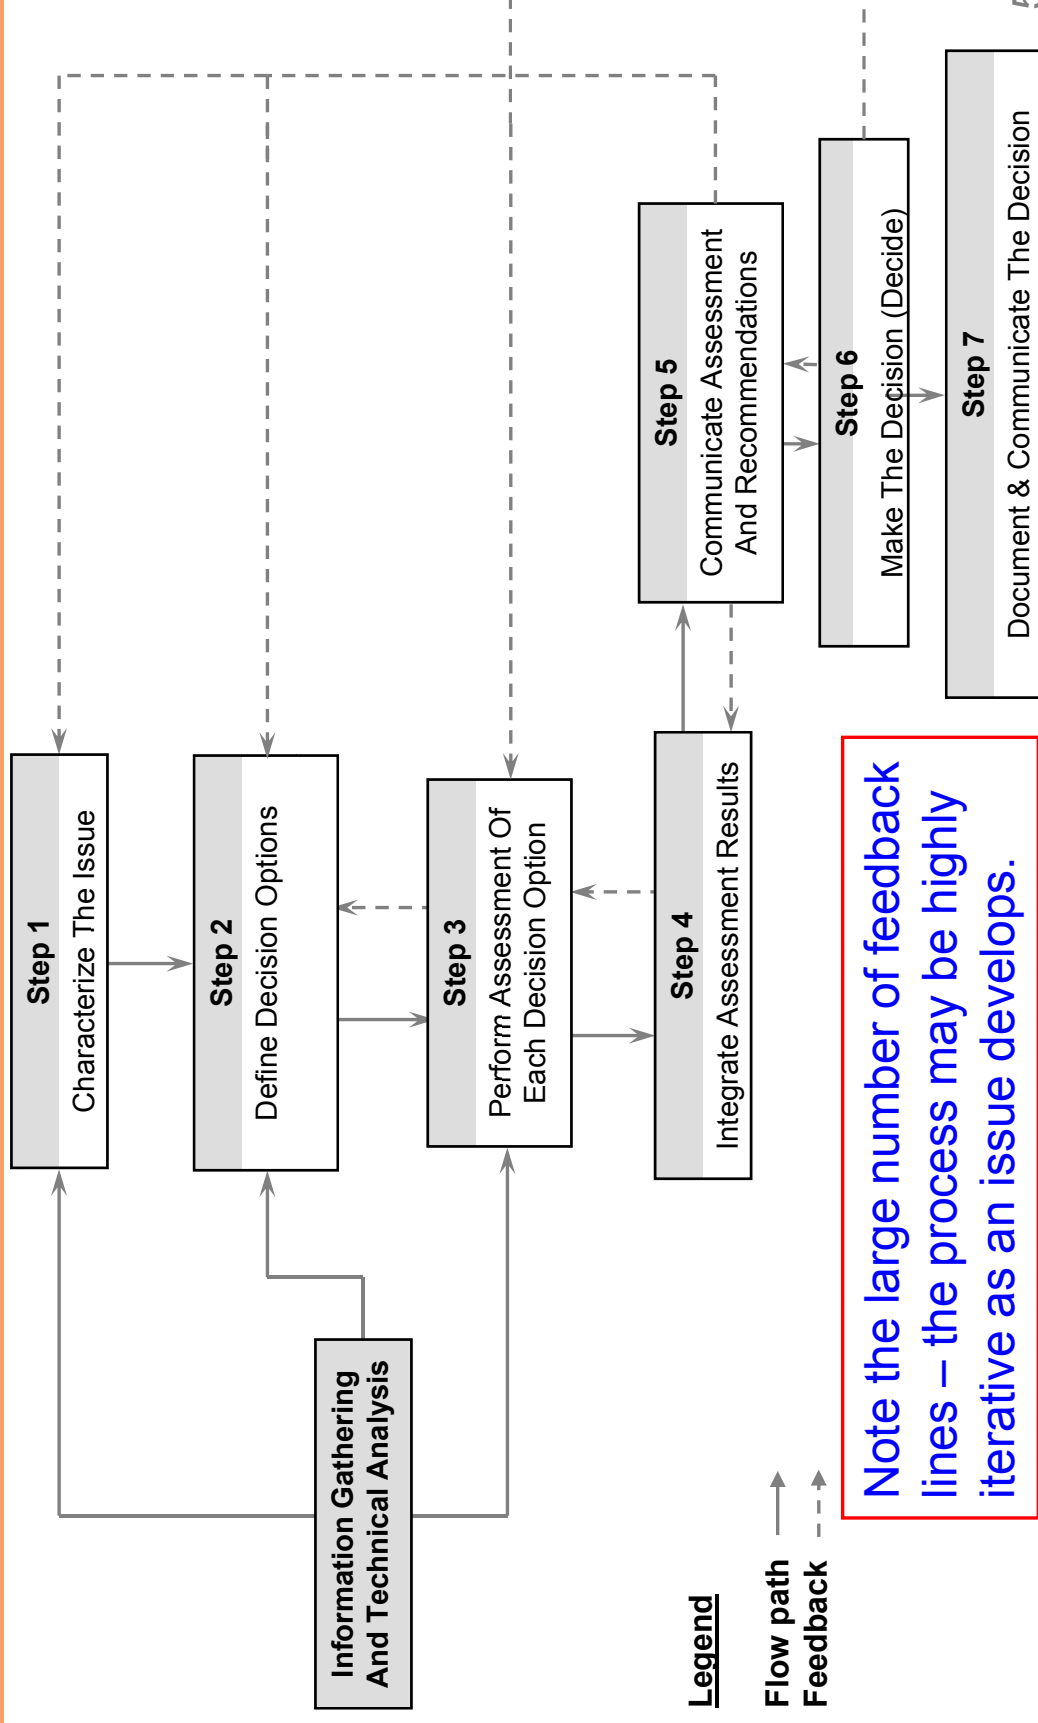 Step 1
Characterize The Issue
Step 2
Define Decision Options
Information Gathering
And Technical Analysis
Step 3
Perform Assessment Of
Each Decision Option
Step 4
Integrate Assessment Results
Step 5
Communicate Assessment
And Recommendations
Step 6
Make The Decision (Decide)
Step 7
Document & Communicate The Decision
Legend
Flow path
Feedback
Note the large number of feedback
lines – the process may be highly
iterative as an issue develops.